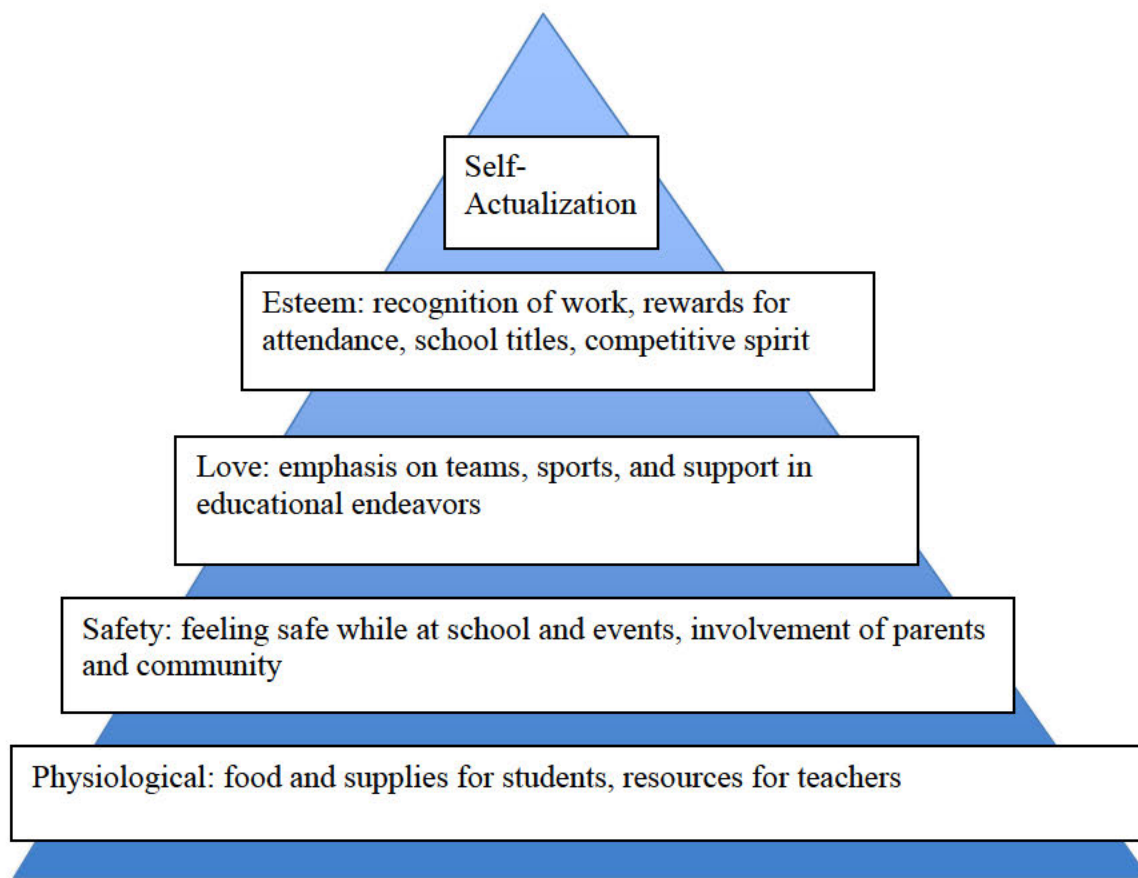 Self-
Actualization
Esteem: recognition of work, rewards for
attendance, school titles, competitive spirit
Love: emphasis on teams, sports, and support in
educational endeavors
Safety: feeling safe while at school and events, involvement of parents
and community
Physiological: food and supplies for students, resources for teachers